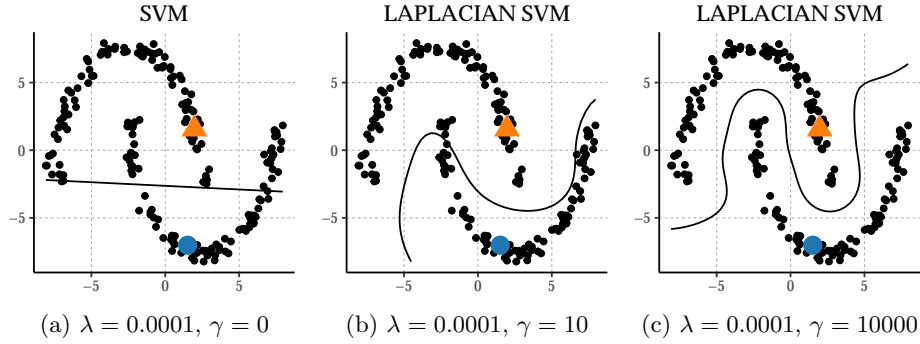 SVM LAPLACIAN SVM LAPLACIAN SVM
5 5 5
0 0 0
−5 −5 −5
−5 0 5 −5 0 5 −5 0 5
(a) λ = 0.0001, γ = 0 (b) λ = 0.0001, γ = 10 (c) λ = 0.0001, γ = 10000